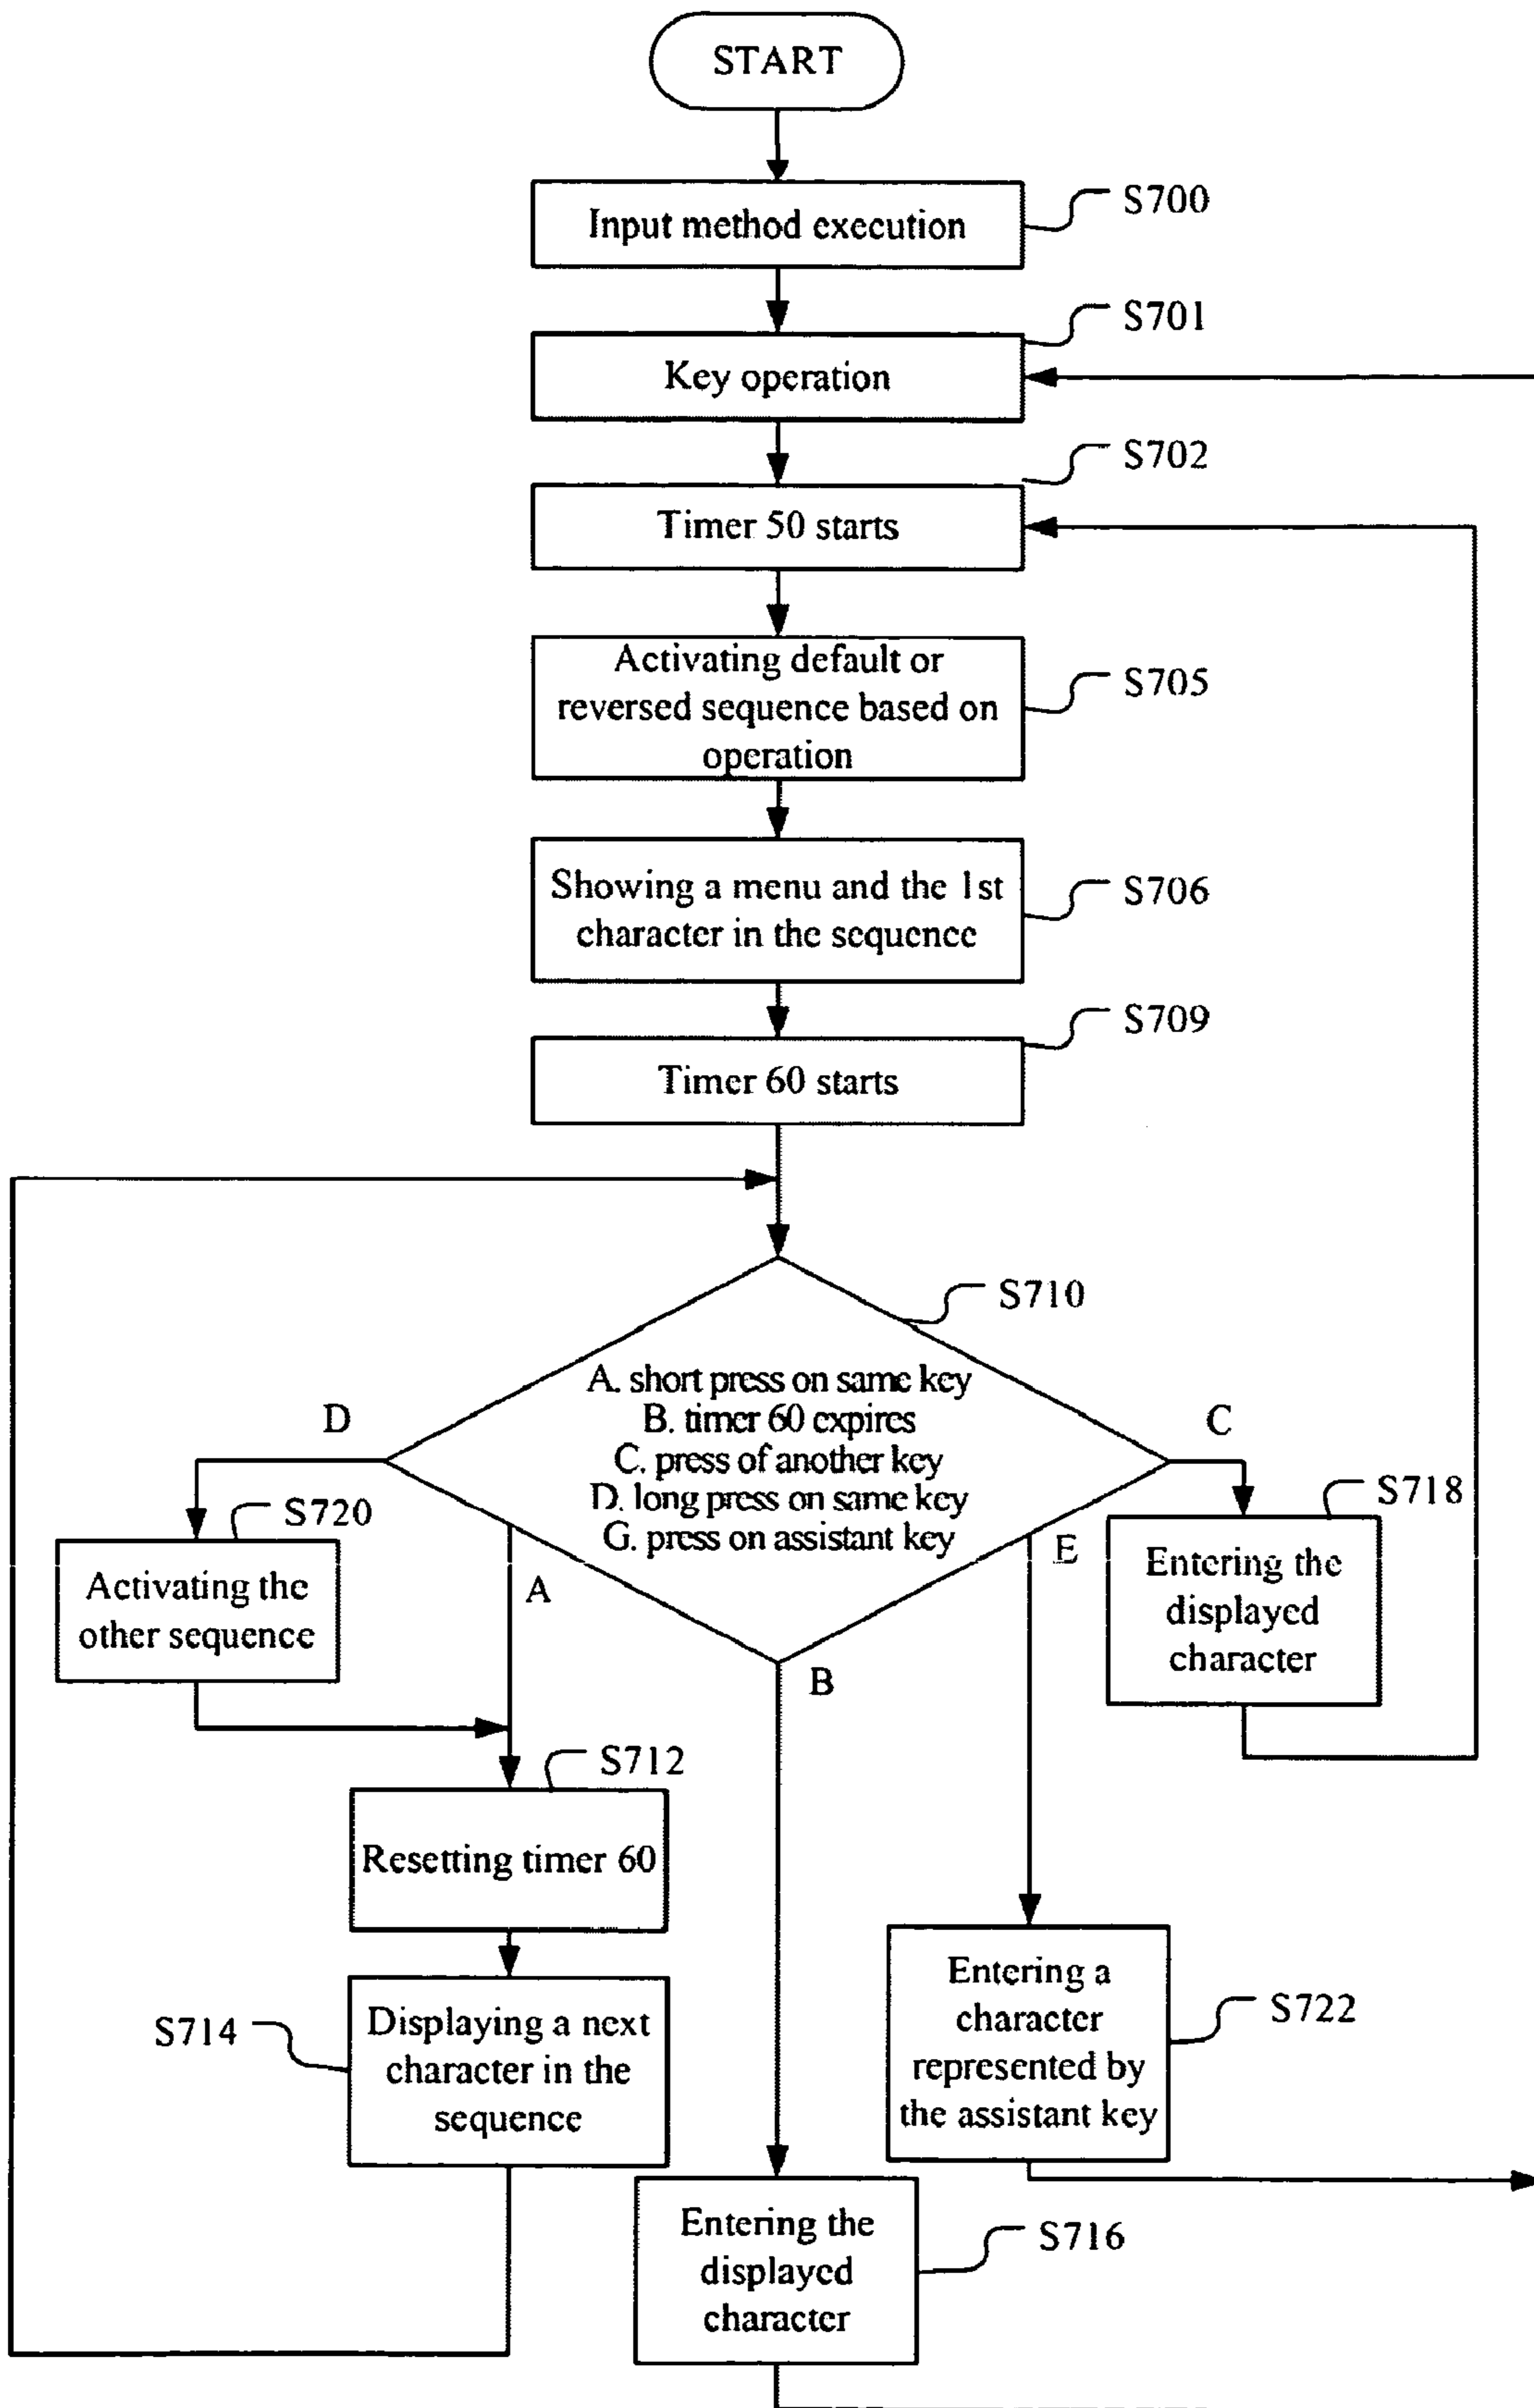 START
Input method execution
S700
S701
Key operation
S702
Timer 50 starts
Activating default or
reversed sequence based on
operation
S705
Showing a menu and the 1st
character in the sequence
S706
S709
Timer 60 starts
S710
A. short press on same key
B. timer 60 expires
C. press of another key
D. long press on same key
G. press on assistant key
D
C
S720
S718
Activating the
other sequence
A
E
Entering the
displayed
character
B
S712
Resetting timer 60
S714
Displaying a next
character in the
sequence
Entering a
character
represented by
the assistant key
S722
Entering the
displayed
character
S716